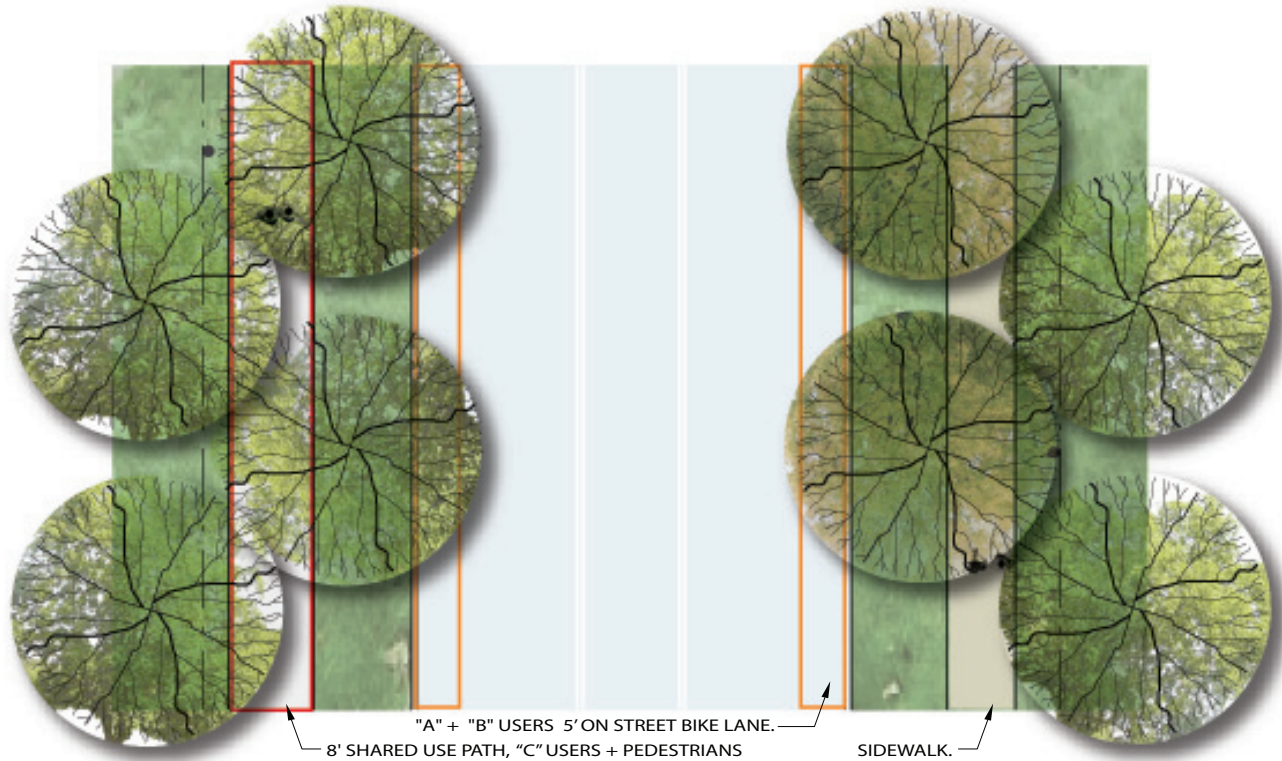 "A" + "B" USERS 5' ON STREET BIKE LANE.
8' SHARED USE PATH, “C” USERS + PEDESTRIANS
SIDEWALK.